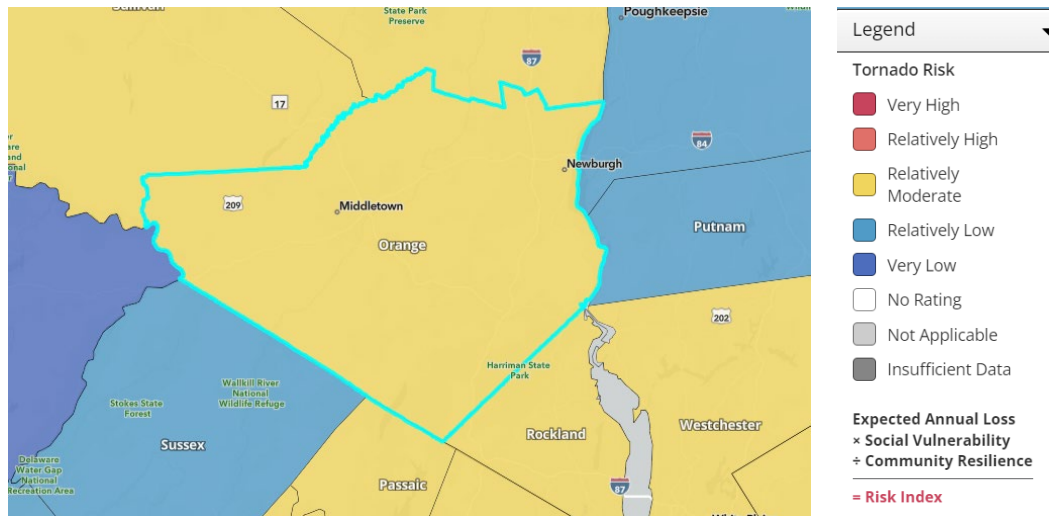 Sullivan
State Park
Preserve
Poughkeepsie
87
17
84
Newburgh
209
Middletown
Orange
Putnam
202
Harriman State
Park
Wallkill River
National
Wildlife Refuge
Stokes State
Forest
Sussex
Rockland
Westchester
Delaware
Water Gap
National
Recreation Area
Passaic
87
Legend
Tornado Risk
Very High
Relatively High
Relatively
Moderate
Relatively Low
Very Low
No Rating
Not Applicable
Insufficient Data
Expected Annual Loss
× Social Vulnerability
÷ Community Resilience
= Risk Index